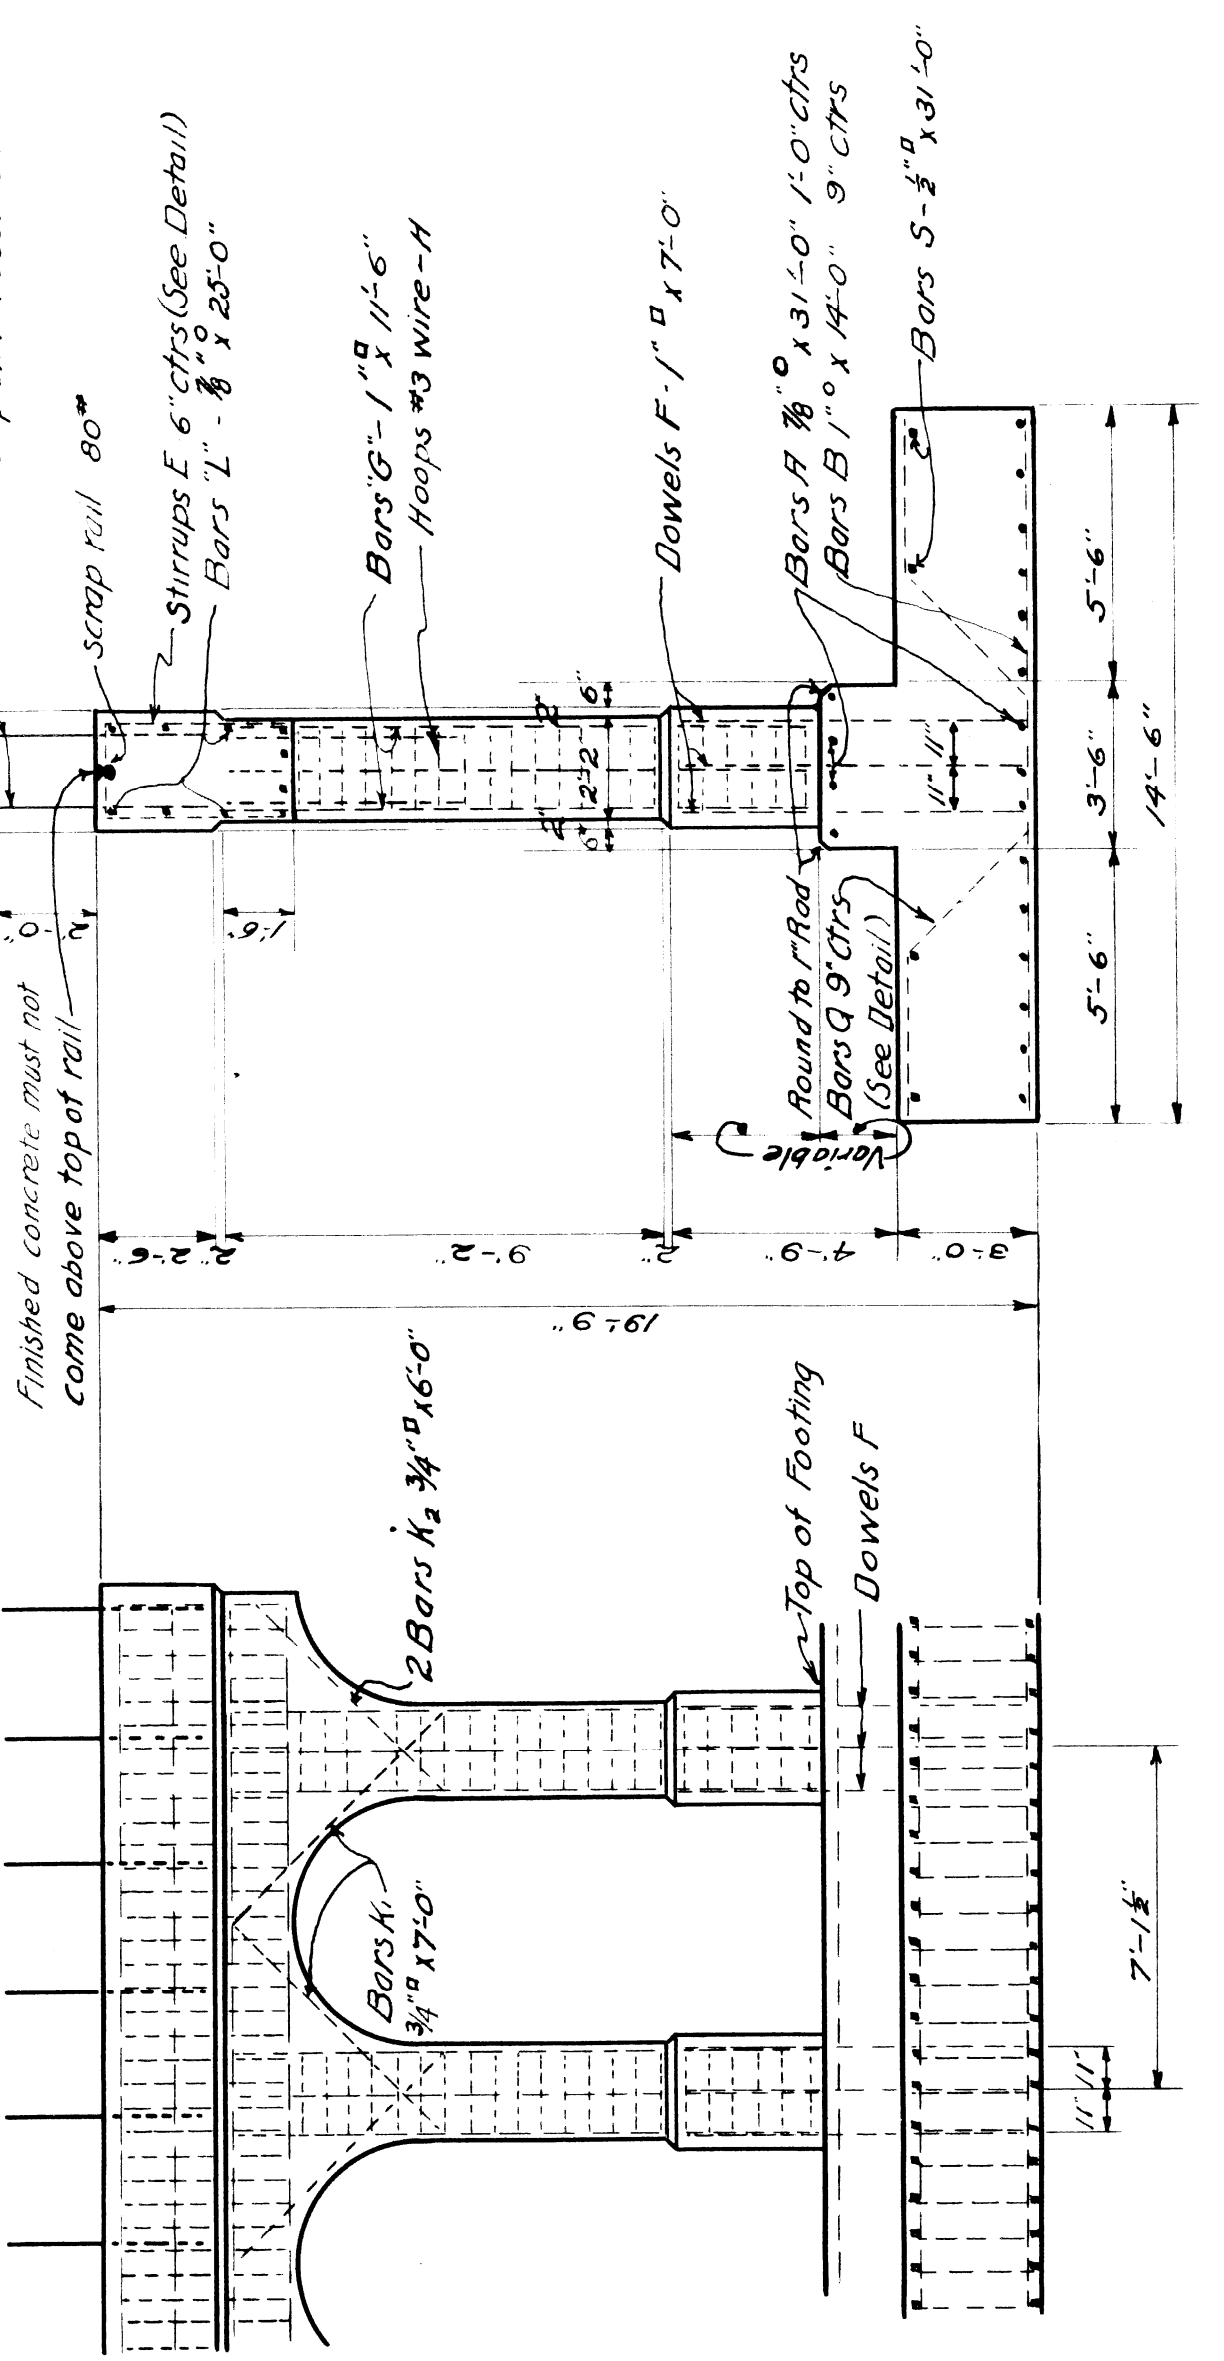 Finished concrete must not
come above top of rail
scrap rail 80#
Stirrups E 6" ctrs (See Detail)
Bars "L" - ⅞" O x 25'-0"
Bars "G" - 1" □ x 11'-6"
Hoops #3 wire - H
Dowels F - 1" □ x 7'-0"
Bars A ⅞" O x 31'-0" 1'-0" ctrs
Bars B 1" O x 14'-0" 9" ctrs
Bars S - ½" □ x 31'-0"
Round to 1" Rod
Bars Q 9" ctrs
(See Detail)
Variable
1'-6"
2"
2'-2"
2"
6"
6"
11"
11"
5'-6"
3'-6"
5'-6"
14'-6"
2'-6"
2"
9'-2"
2"
4'-9"
3'-0"
19'-9"
2 Bars K₂ ¾" □ x 6'-0"
Bars K₁
¾" □ x 7'-0"
Top of Footing
Dowels F
11"
11"
7'-1½"